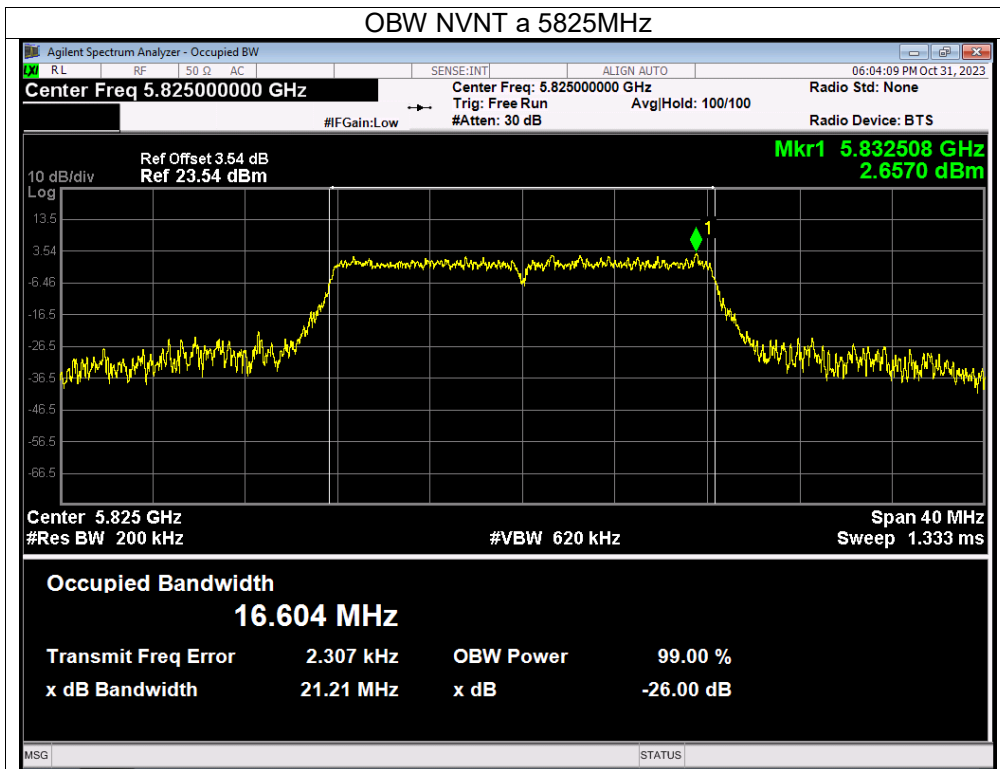 OBW NVNT a 5825MHz
Agilent Spectrum Analyzer - Occupied BW
LXI RL RF 50 Ω AC SENSE:INT ALIGN AUTO 06:04:09 PM Oct 31, 2023
Center Freq 5.825000000 GHz Center Freq: 5.825000000 GHz Radio Std: None
Trig: Free Run Avg|Hold: 100/100
#IFGain:Low #Atten: 30 dB Radio Device: BTS
Mkr1 5.832508 GHz
Ref Offset 3.54 dB
10 dB/div Ref 23.54 dBm 2.6570 dBm
Log
13.5
1
3.54
-6.46
-16.5
-26.5
-36.5
-46.5
-56.5
-66.5
Center 5.825 GHz Span 40 MHz
#Res BW 200 kHz #VBW 620 kHz Sweep 1.333 ms
Occupied Bandwidth
16.604 MHz
Transmit Freq Error 2.307 kHz OBW Power 99.00 %
x dB Bandwidth 21.21 MHz x dB -26.00 dB
MSG STATUS